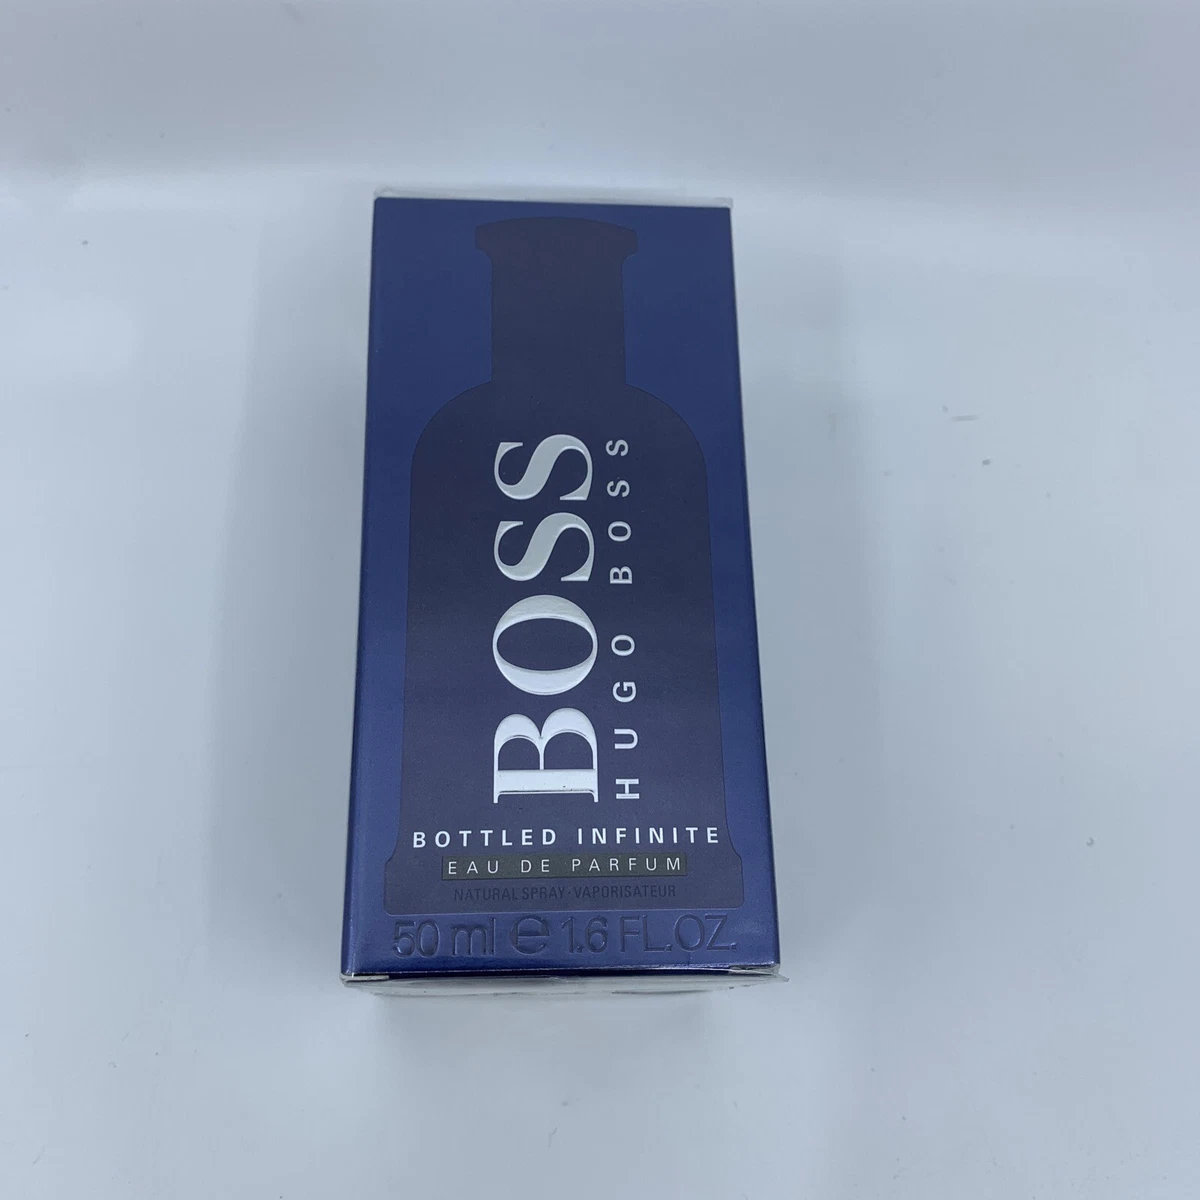 BOSS
HUGO BOSS
BOTTLED INFINITE
EAU DE PARFUM
NATURAL SPRAY·VAPORISATEUR
50 ml e 1.6 FL.OZ.